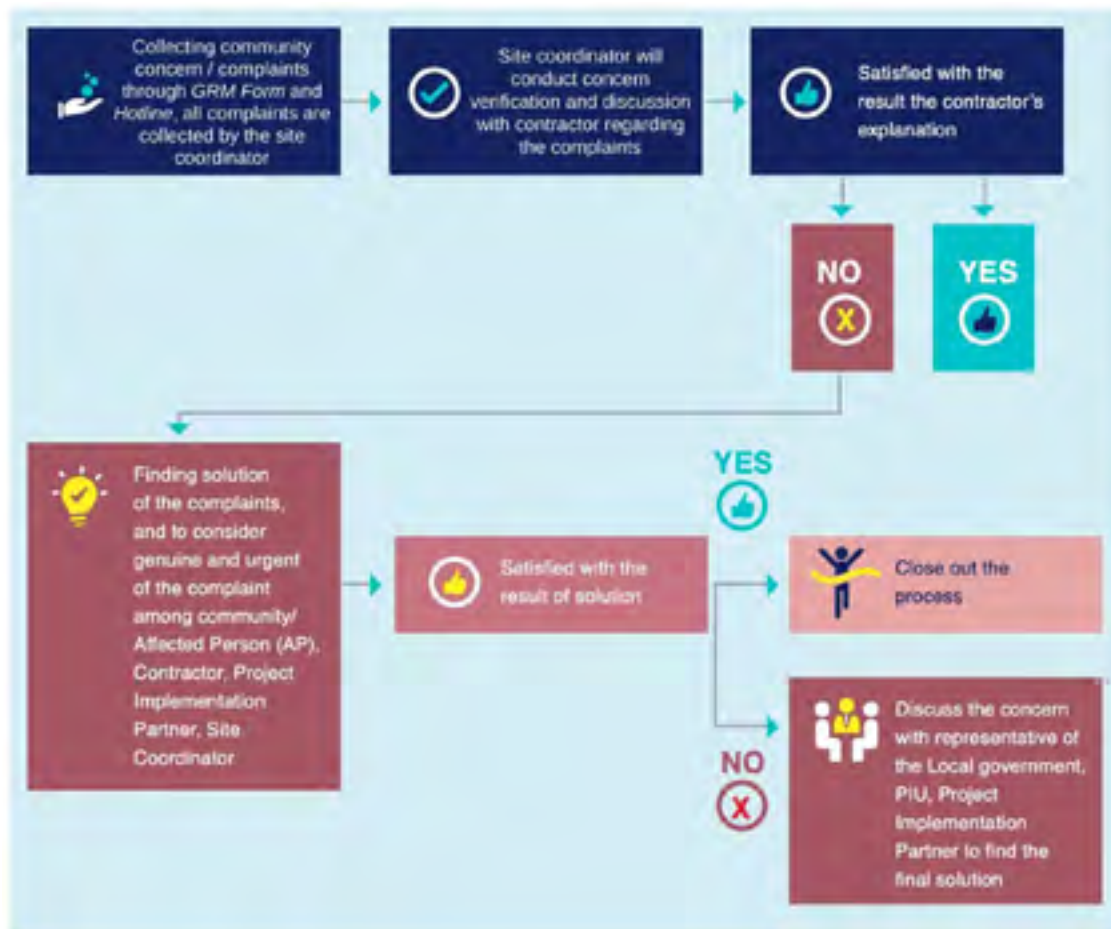 Collecting community
concern / complaints
through GRM Form and
Hotline, all complaints are
collected by the site
coordinator
Site coordinator will
conduct concern
verification and discussion
with contractor regarding
the complaints
Satisfied with the
result the contractor's
explanation
NO
X
YES
Finding solution
of the complaints,
and to consider
genuine and urgent
of the complaint
among community/
Affected Person (AP),
Contractor, Project
Implementation
Partner, Site
Coordinator
Satisfied with the
result of solution
YES
Close out the
process
NO
X
Discuss the concern
with representative of
the Local government,
PIU, Project
Implementation
Partner to find the
final solution